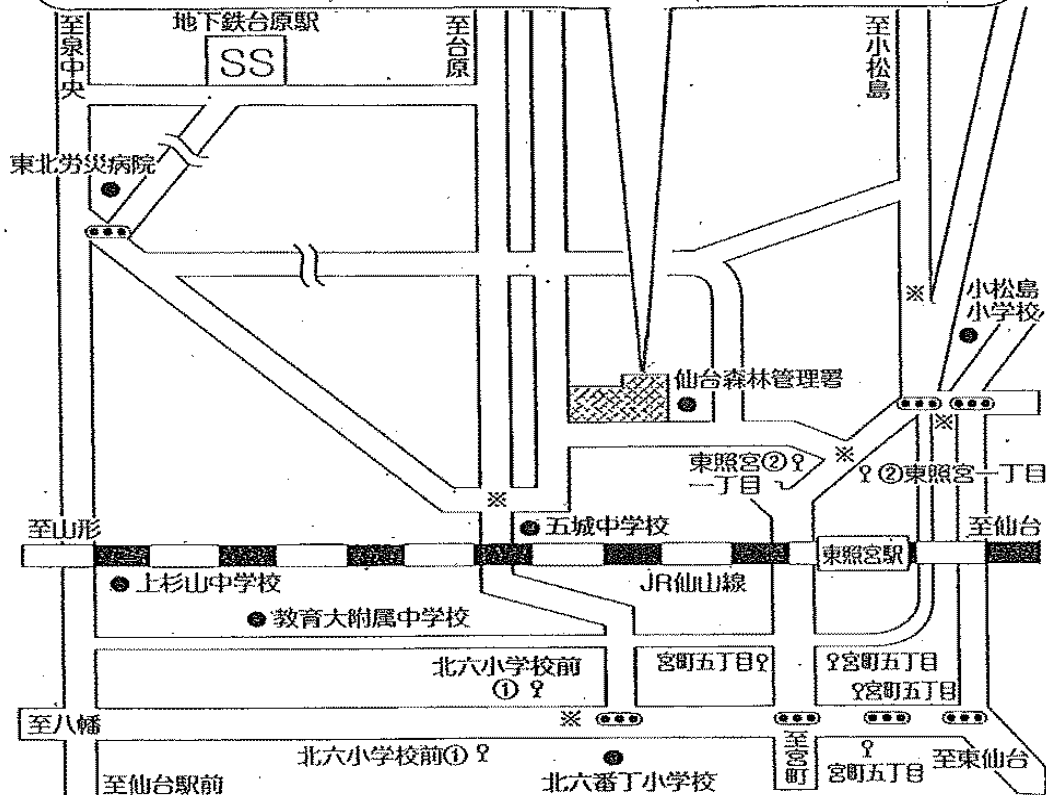 至泉中央
地下鉄台原駅
SS
至台原
至小松島
東北労災病院
※
小松島
小学校
仙台森林管理署
※
東照宮②
一丁目
※
②東照宮一丁目
※
至山形
五城中学校
至仙台
東照宮駅
上杉山中学校
JR仙山線
教育大附属中学校
北六小学校前
①
宮町五丁目
宮町五丁目
宮町五丁目
至八幡
※
北六小学校前①
北六番丁小学校
至宮町
宮町五丁目
至東仙台
至仙台駅前